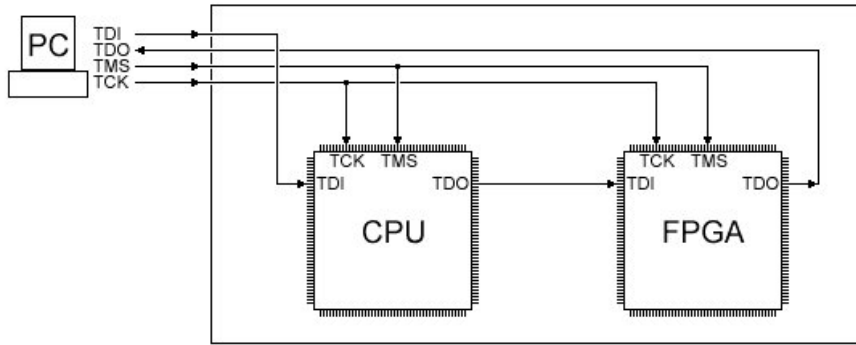 PC
TDI
TDO
TMS
TCK
TCK TMS
TDI TDO
CPU
TCK TMS
TDI TDO
FPGA